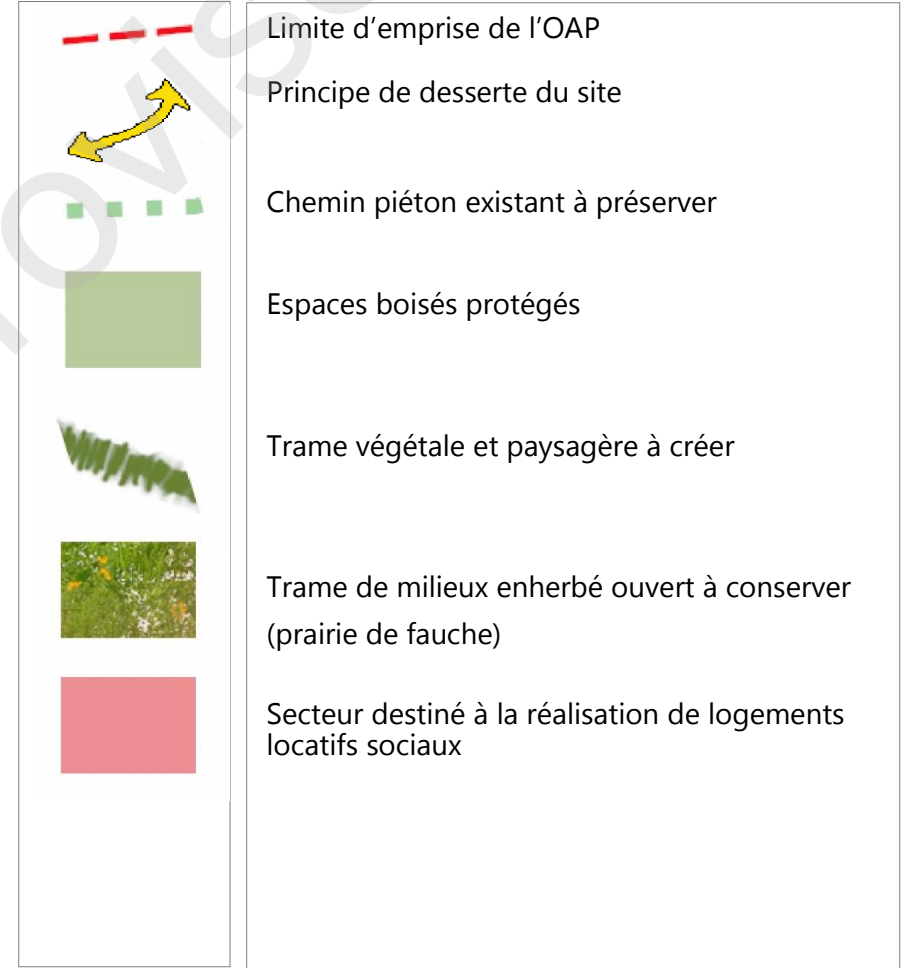 Limite d’emprise de l’OAP
Principe de desserte du site
Chemin piéton existant à préserver
Espaces boisés protégés
Trame végétale et paysagère à créer
Trame de milieux enherbé ouvert à conserver
(prairie de fauche)
Secteur destiné à la réalisation de logements
locatifs sociaux